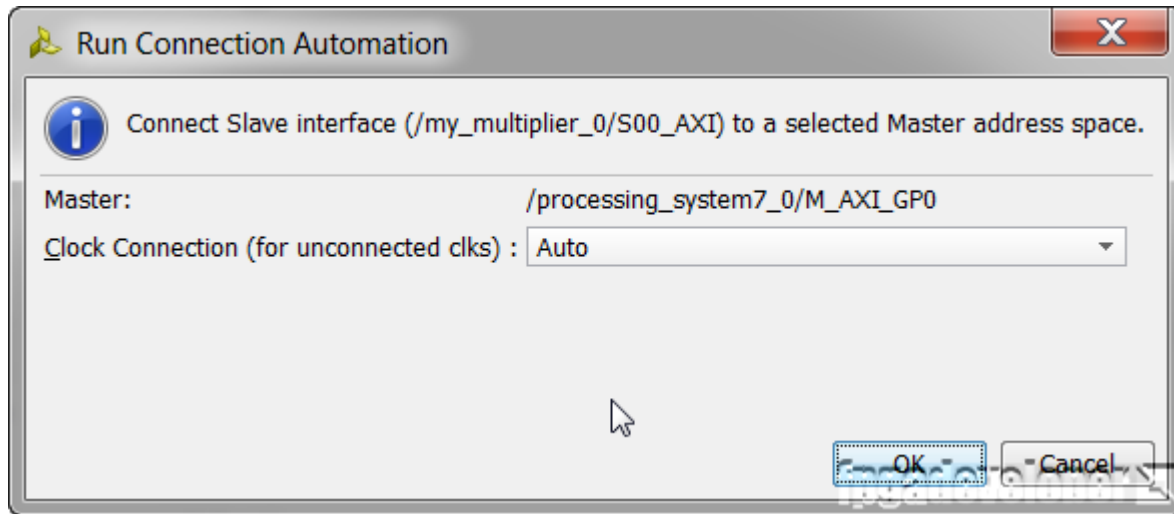 Run Connection Automation
Connect Slave interface (/my_multiplier_0/S00_AXI) to a selected Master address space.
Master: /processing_system7_0/M_AXI_GP0
Clock Connection (for unconnected clks) : Auto
OK Cancel
fpgadeveloper